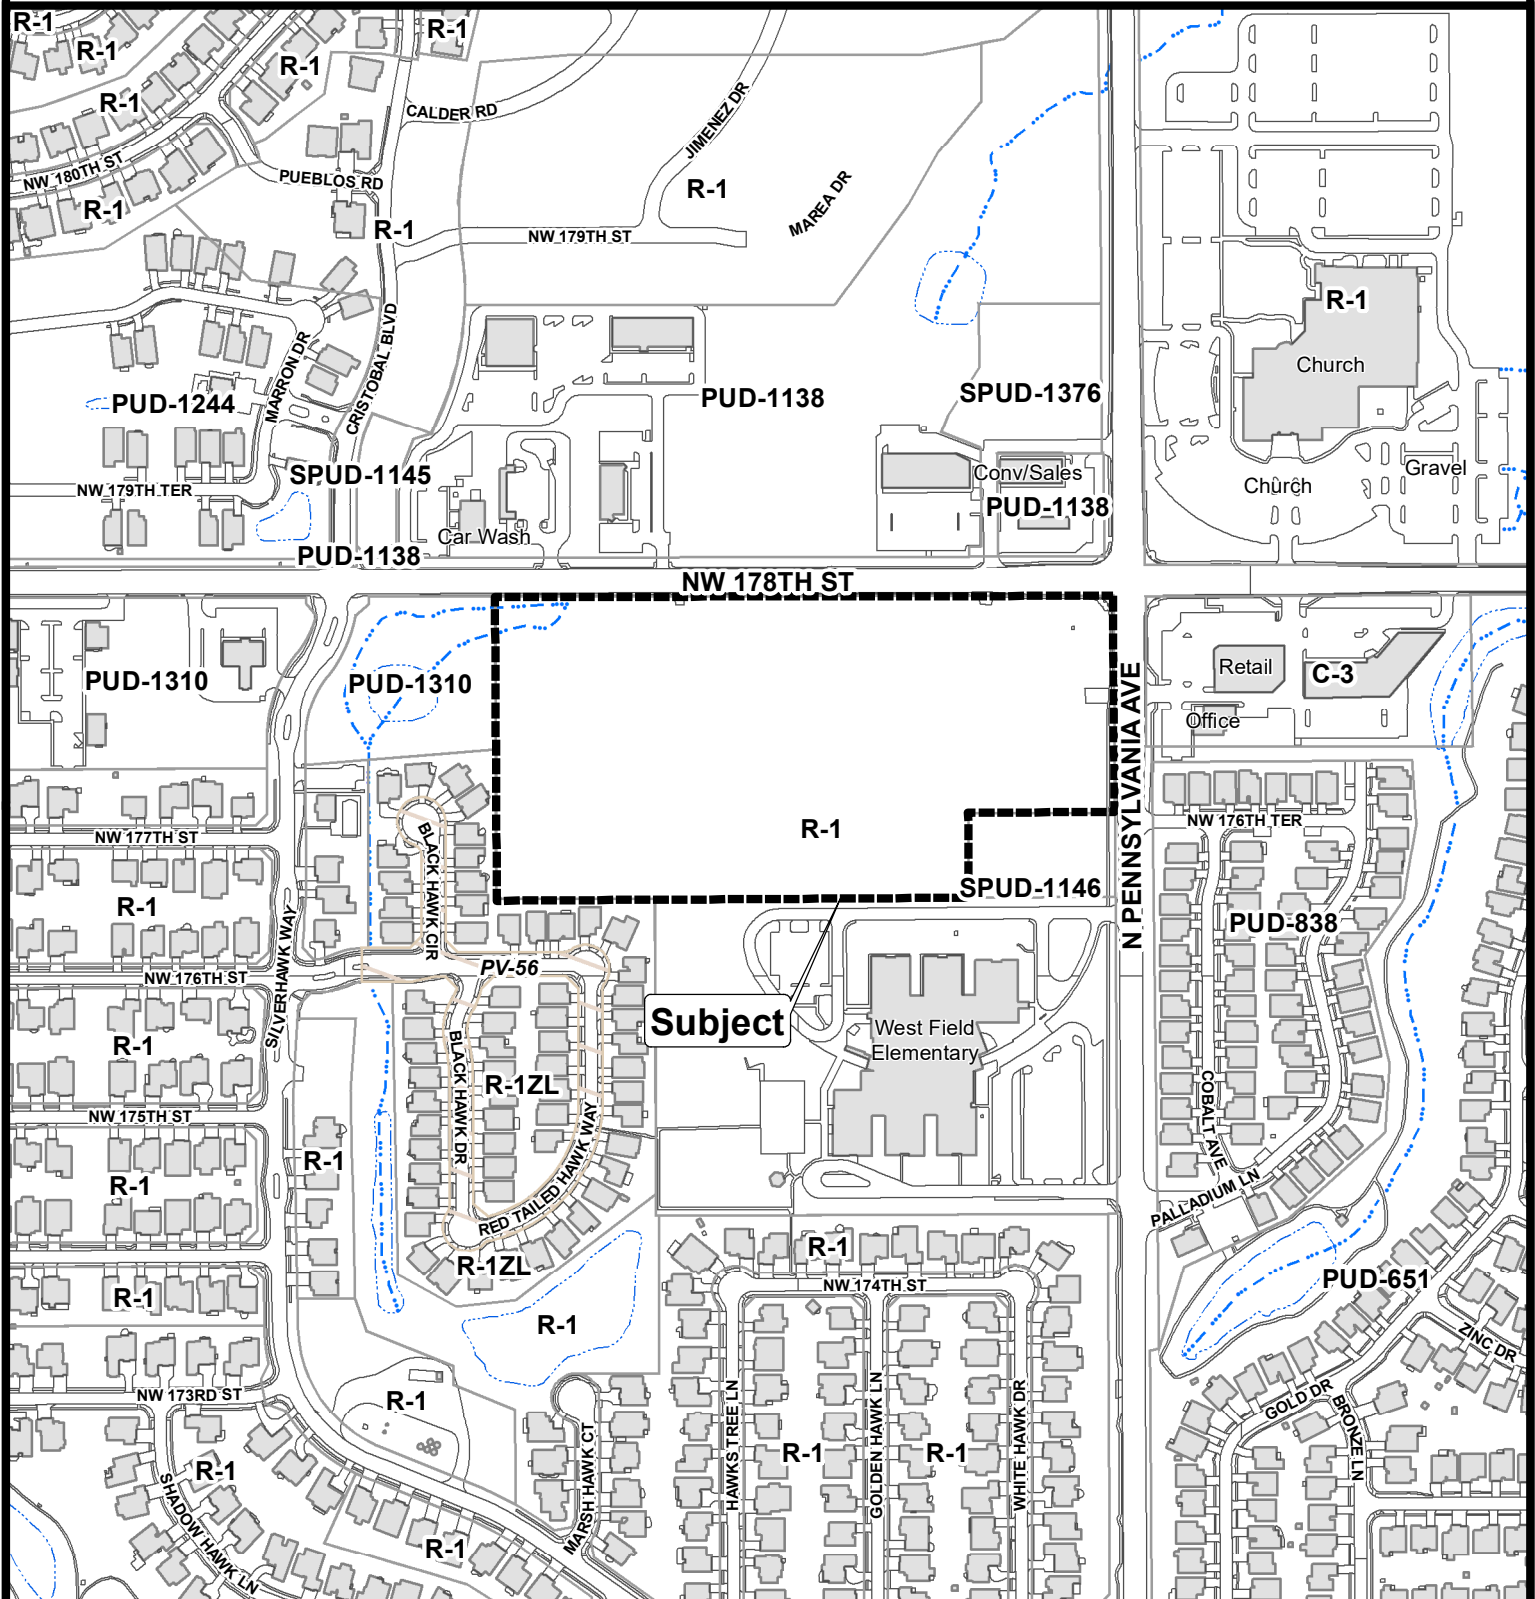 R-1
R-1
R-1
R-1
R-1
CALDER RD
JIMENEZ DR
NW 180TH ST
PUEBLOS RD
R-1
MAREA DR
R-1
R-1
NW 179TH ST
R-1
CRISTOBAL BLVD
MARRON DR
Church
PUD-1244
PUD-1138
SPUD-1376
SPUD-1145
Conv/Sales
Gravel
NW 179TH TER
Church
PUD-1138
Car Wash
PUD-1138
NW 178TH ST
Retail
C-3
PUD-1310
PUD-1310
Office
N PENNSYLVANIA AVE
NW 177TH ST
BLACK HAWK CIR
R-1
NW 176TH TER
SPUD-1146
R-1
PUD-838
SILVERHAWK WAY
PV-56
NW 176TH ST
Subject
West Field
Elementary
R-1
BLACK HAWK DR
R-1ZL
COBALT AVE
NW 175TH ST
RED TAILED HAWK WAY
R-1
R-1
PALLADIUM LN
R-1
R-1ZL
NW 174TH ST
PUD-651
R-1
R-1
ZINC DR
NW 173RD ST
R-1
GOLD DR
BRONZE LN
HAWKS TREE LN
GOLDEN HAWK LN
WHITE HAWK DR
R-1
R-1
R-1
MARSH HAWK CT
SHADOW HAWK LN
R-1